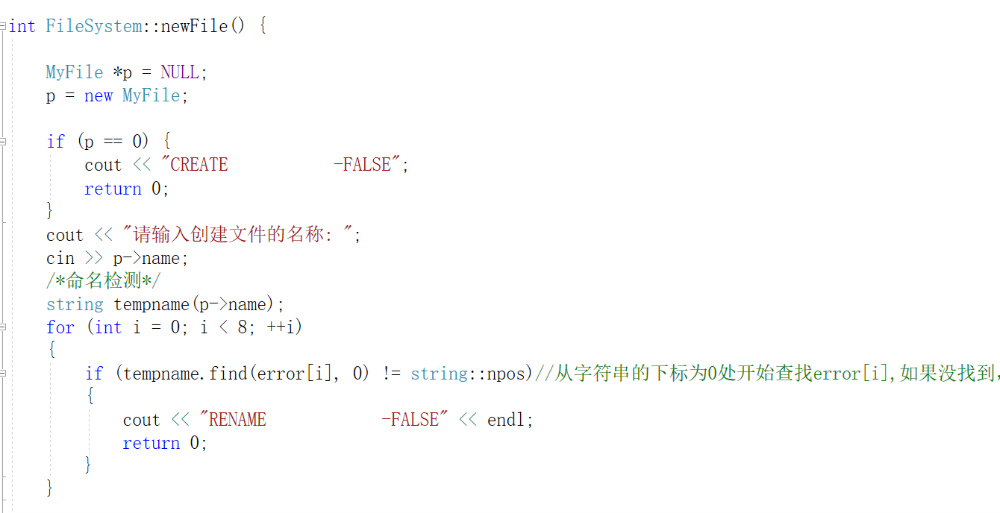 int FileSystem::newFile() {
MyFile *p = NULL;
p = new MyFile;
if (p == 0) {
cout << "CREATE          -FALSE";
return 0;
}
cout << "请输入创建文件的名称: ";
cin >> p->name;
/*命名检测*/
string tempname(p->name);
for (int i = 0; i < 8; ++i)
{
if (tempname.find(error[i], 0) != string::npos)//从字符串的下标为0处开始查找error[i],如果没找到,
{
cout << "RENAME          -FALSE" << endl;
return 0;
}
}